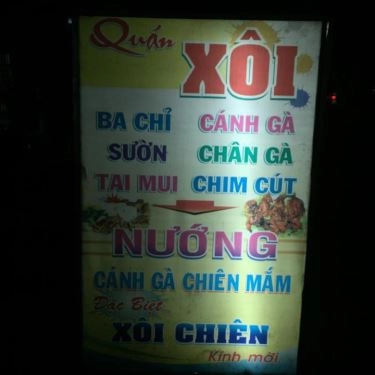 Quán
XÔI
BA CHỈ CÁNH GÀ
SƯỜN CHÂN GÀ
TAI MUI CHIM CÚT
NƯỚNG
CÁNH GÀ CHIÊN MẮM
Đặc Biệt
XÔI CHIÊN
Kính mời